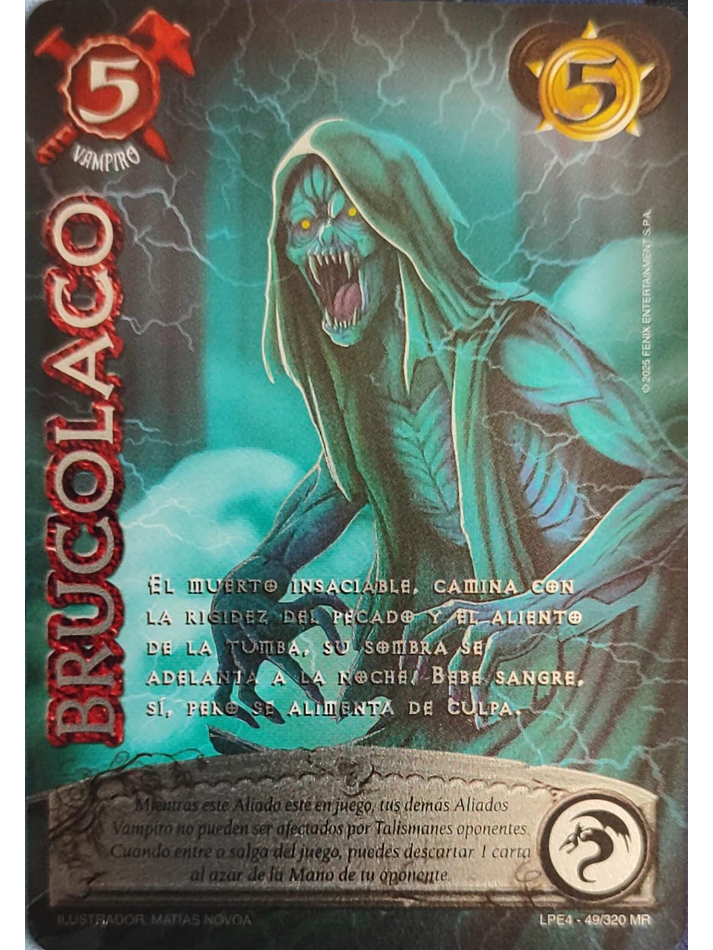 5
VAMPIRO
5
BRUCOLACO
© 2025 FENIX ENTERTAINMENT S.P.A.
El muerto insaciable, camina con
la rigidez del pecado y el aliento
de la tumba, su sombra se
adelanta a la noche. Bebe sangre,
sí, pero se alimenta de culpa.
Mientras este Aliado esté en juego, tus demás Aliados
Vampiro no pueden ser afectados por Talismanes oponentes.
Cuando entre o salga del juego, puedes descartar 1 carta
al azar de la Mano de tu oponente.
ILUSTRADOR: MATIAS NOVOA
LPE4 - 49/320 MR